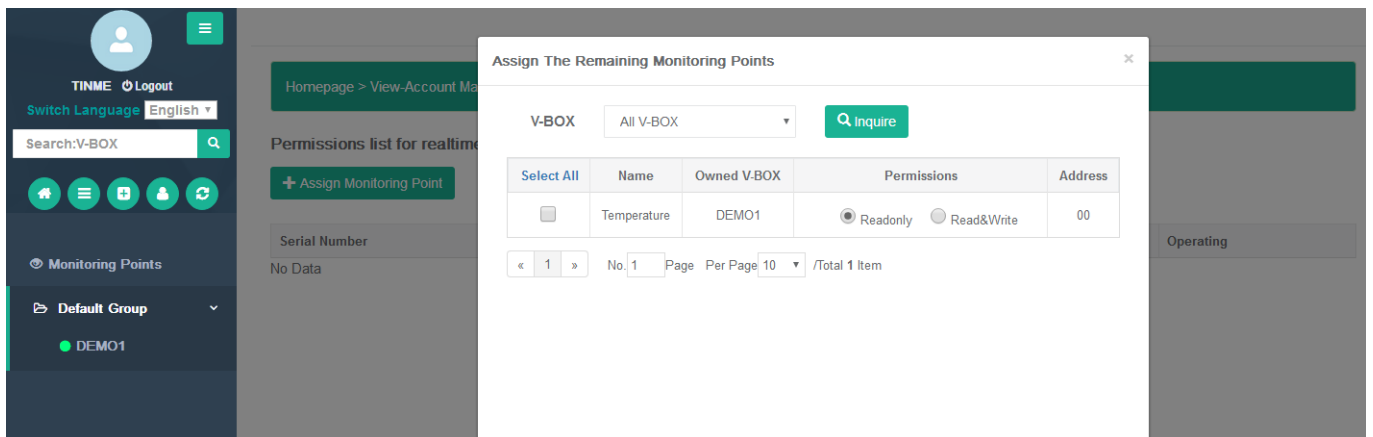 TINME Logout
Switch Language English
Search:V-BOX
Monitoring Points
Default Group
DEMO1
Homepage > View-Account Ma
Permissions list for realtime
Assign Monitoring Point
Serial Number Operating
No Data
Assign The Remaining Monitoring Points ×
V-BOX All V-BOX Inquire
Select All Name Owned V-BOX Permissions Address
Temperature DEMO1 Readonly Read&Write 00
« 1 » No. 1 Page Per Page 10 /Total 1 Item